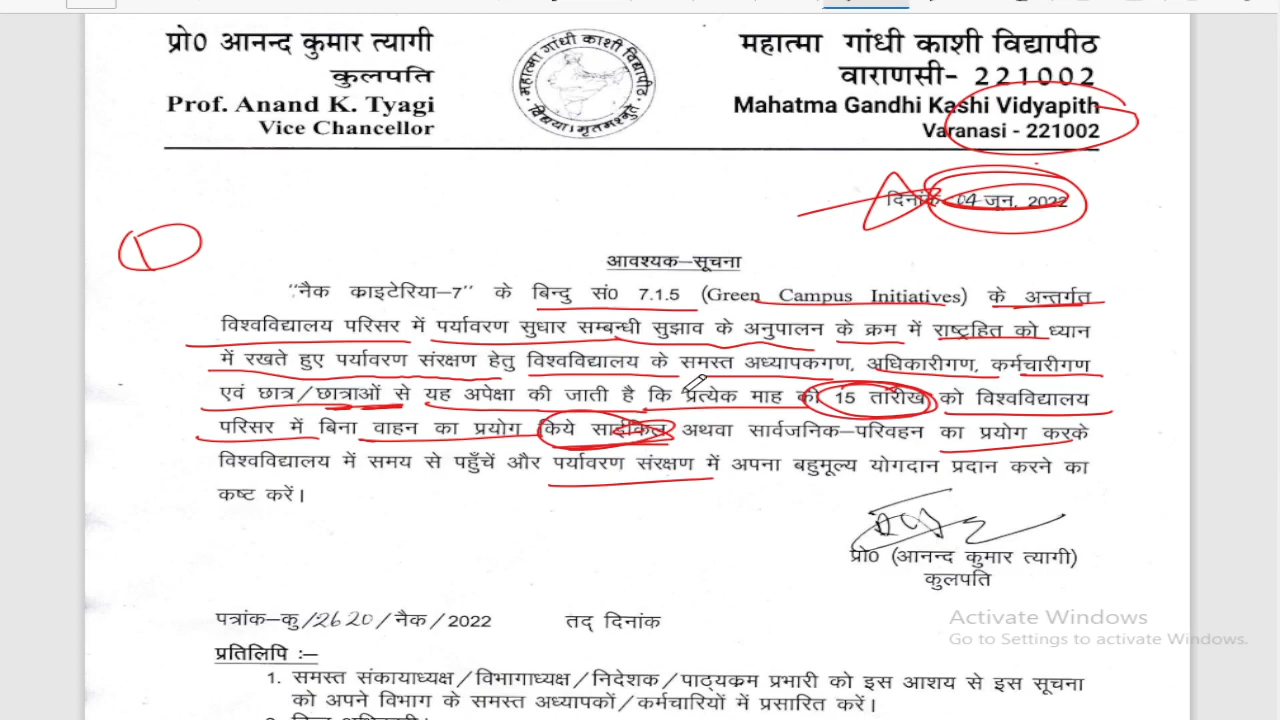 प्रो0 आनन्द कुमार त्यागी
कुलपति
Prof. Anand K. Tyagi
Vice Chancellor
महात्मा गांधी काशी विद्यापीठ
विद्ययाऽमृतमश्नुते
महात्मा गांधी काशी विद्यापीठ
वाराणसी- 221002
Mahatma Gandhi Kashi Vidyapith
Varanasi - 221002
दिनांक 04 जून, 2022
आवश्यक–सूचना
"नैक काइटेरिया–7" के बिन्दु सं0 7.1.5 (Green Campus Initiatives) के अन्तर्गत
विश्वविद्यालय परिसर में पर्यावरण सुधार सम्बन्धी सुझाव के अनुपालन के क्रम में राष्ट्रहित को ध्यान
में रखते हुए पर्यावरण संरक्षण हेतु विश्वविद्यालय के समस्त अध्यापकगण, अधिकारीगण, कर्मचारीगण
एवं छात्र/छात्राओं से यह अपेक्षा की जाती है कि प्रत्येक माह की 15 तारीख को विश्वविद्यालय
परिसर में बिना वाहन का प्रयोग किये साईकिल अथवा सार्वजनिक–परिवहन का प्रयोग करके
विश्वविद्यालय में समय से पहुँचें और पर्यावरण संरक्षण में अपना बहुमूल्य योगदान प्रदान करने का
कष्ट करें।
प्रो0 (आनन्द कुमार त्यागी)
कुलपति
पत्रांक–कु/2620/नैक/2022 तद् दिनांक
प्रतिलिपि :–
1. समस्त संकायाध्यक्ष/विभागाध्यक्ष/निदेशक/पाठ्यक्रम प्रभारी को इस आशय से इस सूचना
को अपने विभाग के समस्त अध्यापकों/कर्मचारियों में प्रसारित करें।
Activate Windows
Go to Settings to activate Windows.